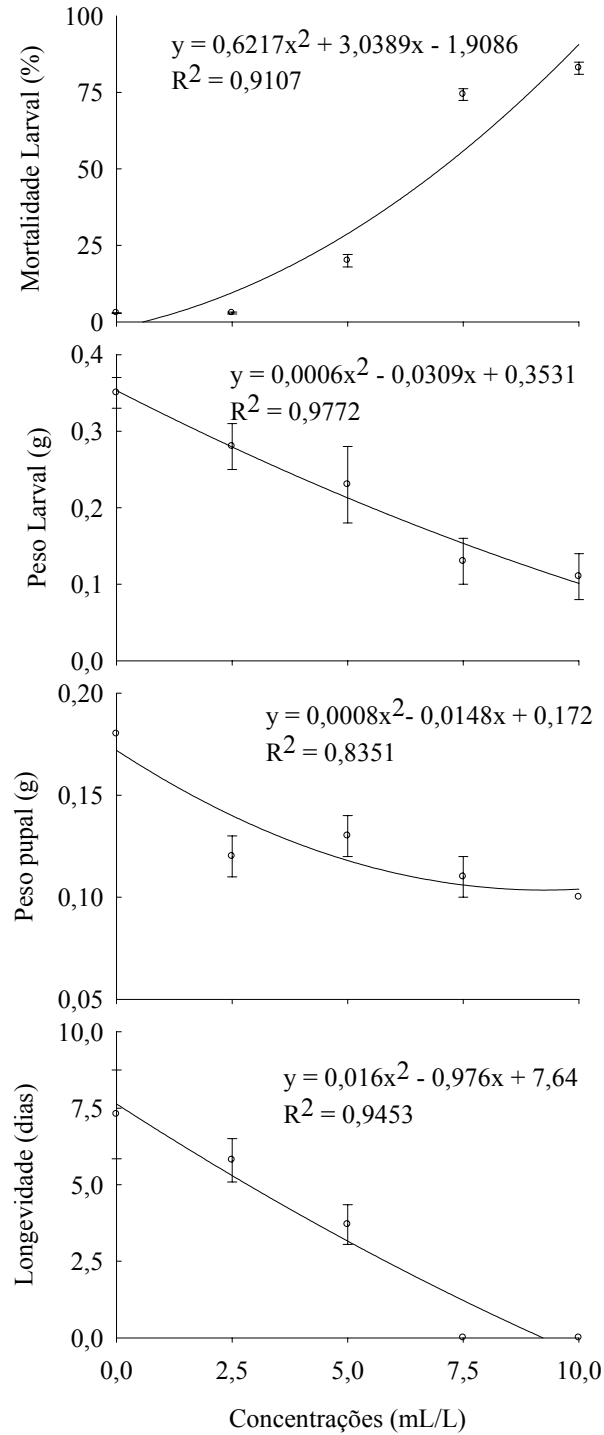 100
y = 0,6217x² + 3,0389x - 1,9086
R² = 0,9107
75
50
25
0
Mortalidade Larval (%)
0,4
y = 0,0006x² - 0,0309x + 0,3531
R² = 0,9772
0,3
0,2
0,1
0,0
Peso Larval (g)
0,20
y = 0,0008x² - 0,0148x + 0,172
R² = 0,8351
0,15
0,10
0,05
Peso pupal (g)
10,0
y = 0,016x² - 0,976x + 7,64
R² = 0,9453
7,5
5,0
2,5
0,0
Longevidade (dias)
0,0 2,5 5,0 7,5 10,0
Concentrações (mL/L)